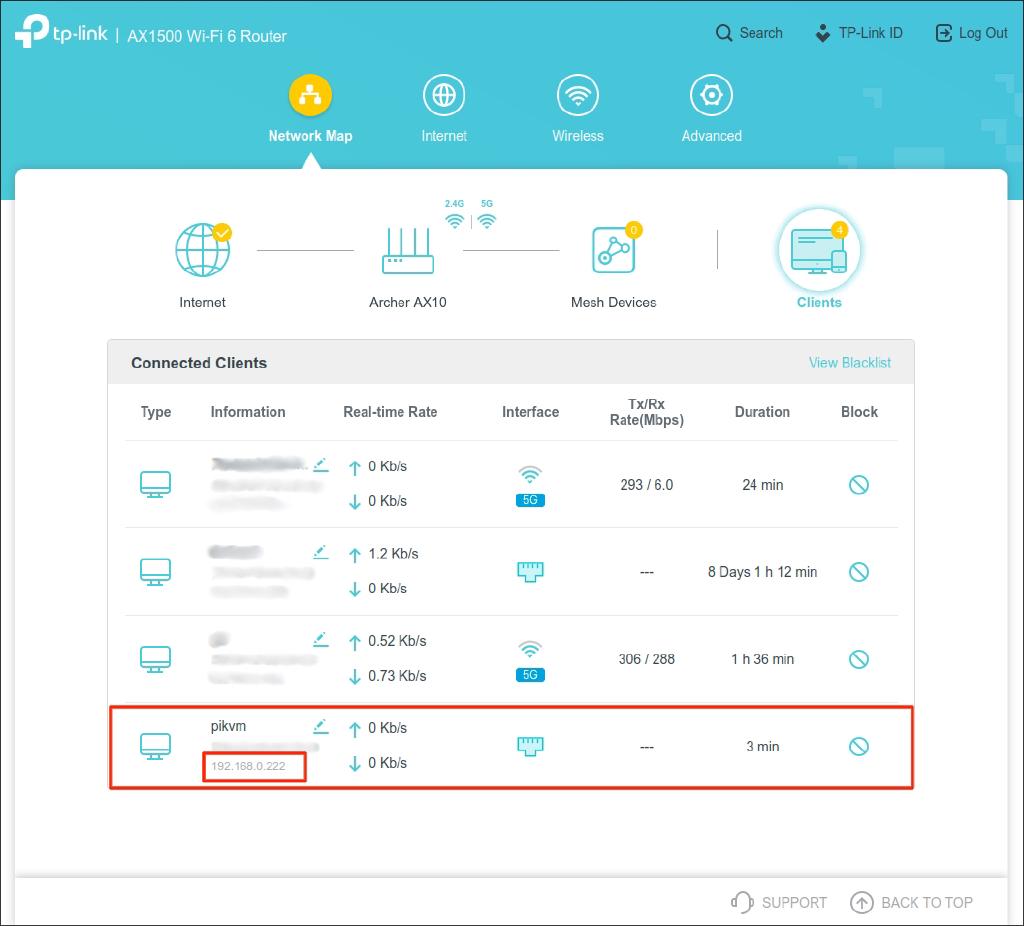 tp-link | AX1500 Wi-Fi 6 Router
Search
TP-Link ID
Log Out
Network Map
Internet
Wireless
Advanced
2.4G
5G
0
4
Internet
Archer AX10
Mesh Devices
Clients
Connected Clients
View Blacklist
Type
Information
Real-time Rate
Interface
Tx/Rx
Rate(Mbps)
Duration
Block
0 Kb/s
0 Kb/s
5G
293 / 6.0
24 min
1.2 Kb/s
0 Kb/s
---
8 Days 1 h 12 min
0.52 Kb/s
0.73 Kb/s
5G
306 / 288
1 h 36 min
pikvm
192.168.0.222
0 Kb/s
0 Kb/s
---
3 min
SUPPORT
BACK TO TOP